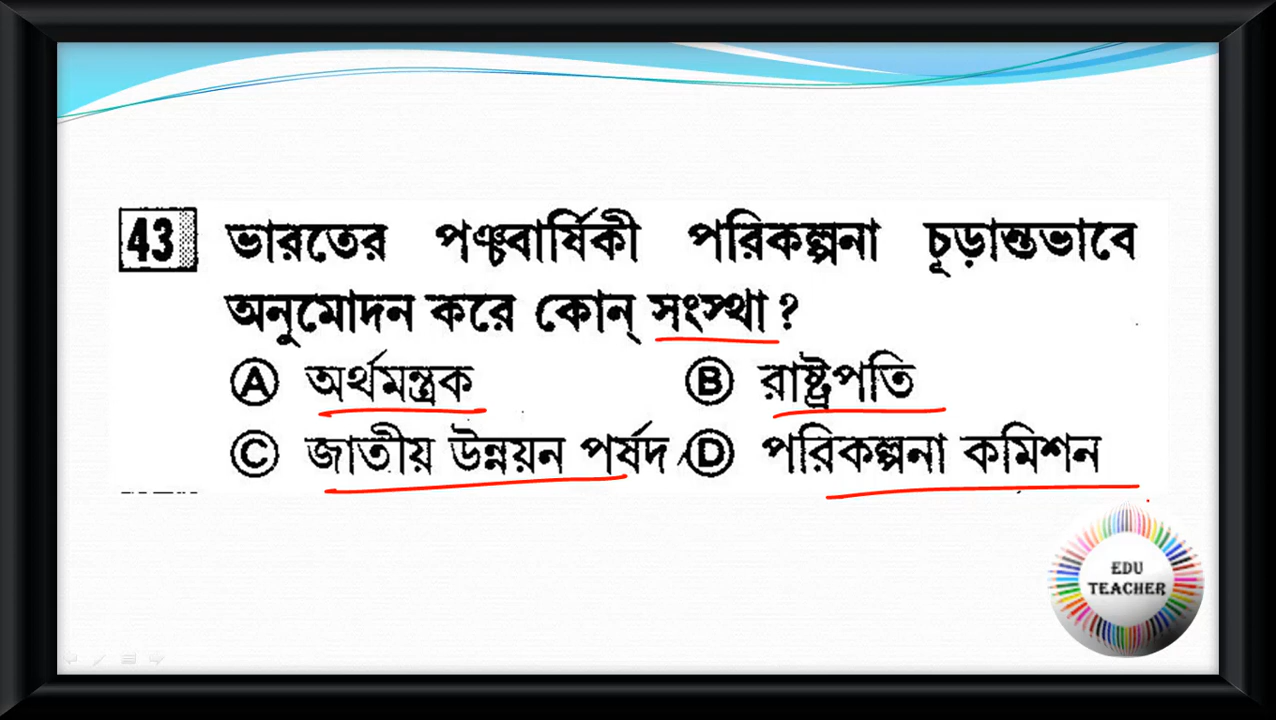 43 ভারতের পঞ্চবার্ষিকী পরিকল্পনা চূড়ান্তভাবে
অনুমোদন করে কোন্ সংস্থা?
Ⓐ অর্থমন্ত্রক Ⓑ রাষ্ট্রপতি
Ⓒ জাতীয় উন্নয়ন পর্ষদ Ⓓ পরিকল্পনা কমিশন
EDU
TEACHER